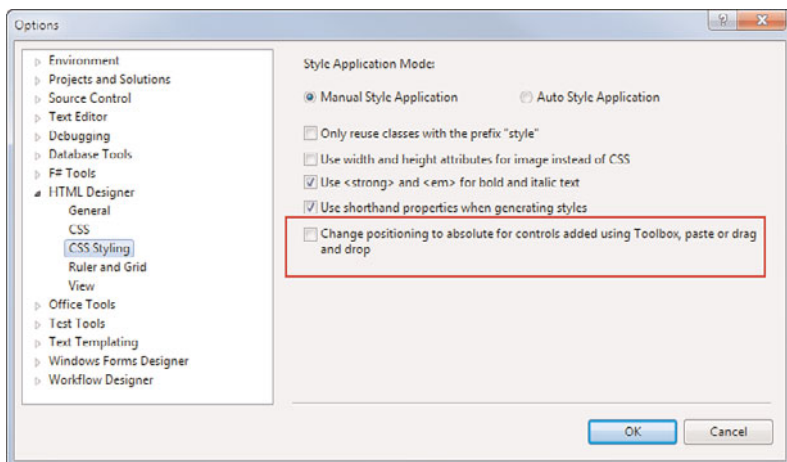 Options
Environment
Projects and Solutions
Source Control
Text Editor
Debugging
Database Tools
F# Tools
HTML Designer
General
CSS
CSS Styling
Ruler and Grid
View
Office Tools
Test Tools
Text Templating
Windows Forms Designer
Workflow Designer
Style Application Mode:
Manual Style Application
Auto Style Application
Only reuse classes with the prefix "style"
Use width and height attributes for image instead of CSS
Use <strong> and <em> for bold and italic text
Use shorthand properties when generating styles
Change positioning to absolute for controls added using Toolbox, paste or drag
and drop
OK
Cancel